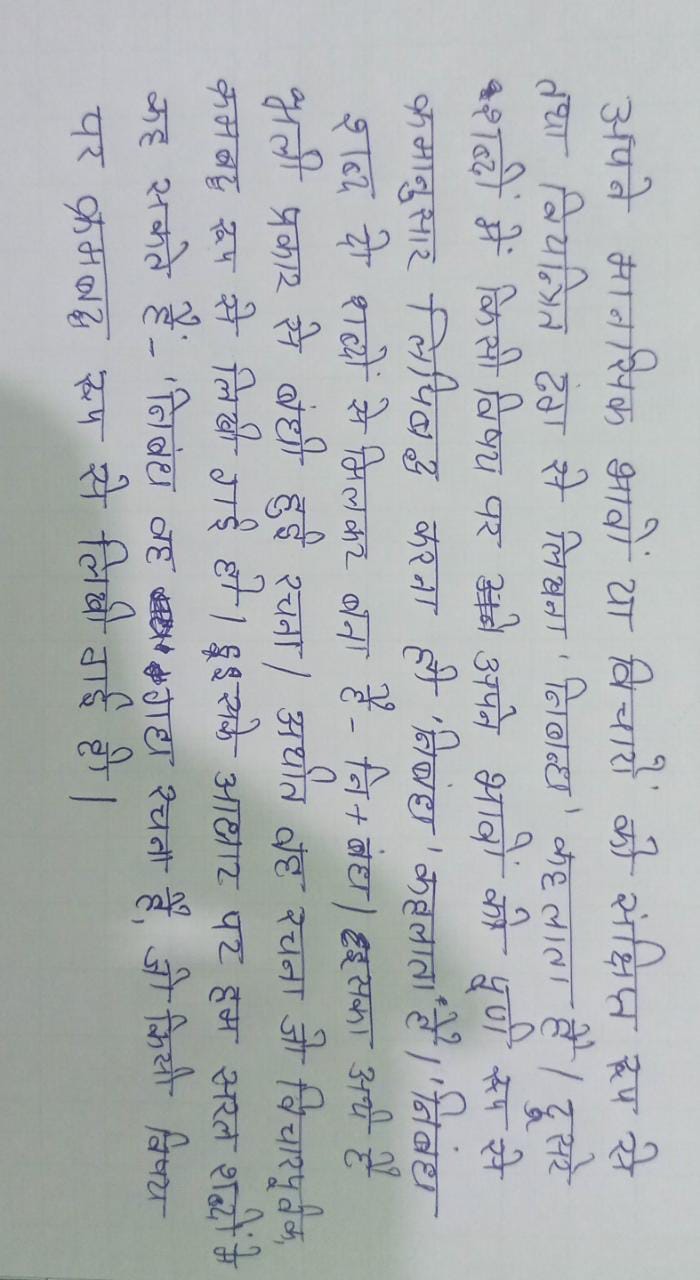 अपने मानसिक भावों या विचारों को संक्षिप्त रूप से
तथा नियन्त्रित ढंग से लिखना 'निबन्ध' कहलाता है। दूसरे
शब्दों में किसी विषय पर अपने भावों को पूर्ण रूप से
क्रमानुसार लिपिबद्ध करना ही 'निबंध' कहलाता है। 'निबंध
शब्द दो शब्दों से मिलकर बना है - नि + बंध। इसका अर्थ है
भली प्रकार से बंधी हुई रचना। अर्थात वह रचना जो विचारपूर्वक,
क्रमबद्ध रूप से लिखी गई हो। इसके आधार पर हम सरल शब्दों मे
कह सकते हैं - 'निबंध वह गद्य रचना है, जो किसी विषय
पर क्रमबद्ध रूप से लिखी गई हो।